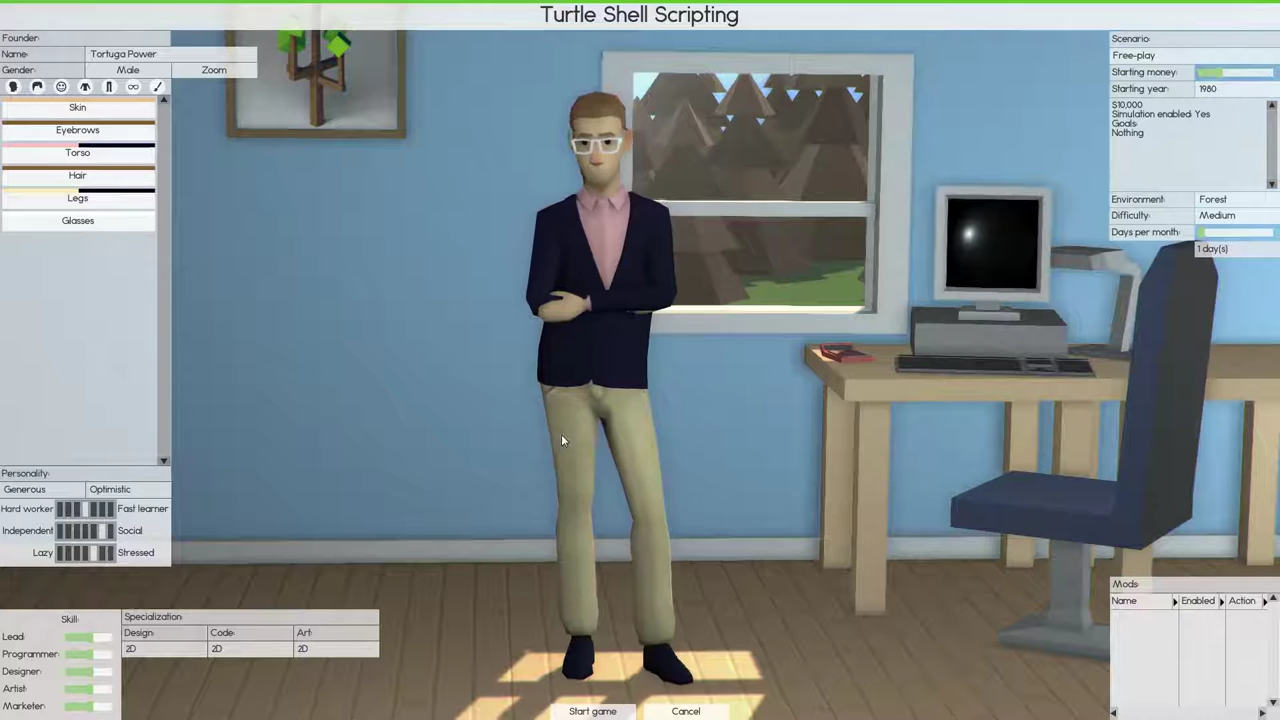 Turtle Shell Scripting
Founder:
Name: Tortuga Power
Gender: Male Zoom
Skin
Eyebrows
Torso
Hair
Legs
Glasses
Personality:
Generous Optimistic
Hard worker Fast learner
Independent Social
Lazy Stressed
Skill:
Lead:
Programmer:
Designer:
Artist:
Marketer:
Specialization:
Design: Code: Art:
2D 2D 2D
Start game Cancel
Scenario:
Free-play
Starting money:
Starting year: 1980
$10,000
Simulation enabled: Yes
Goals:
Nothing
Environment: Forest
Difficulty: Medium
Days per month:
1 day(s)
Mods:
Name Enabled Action